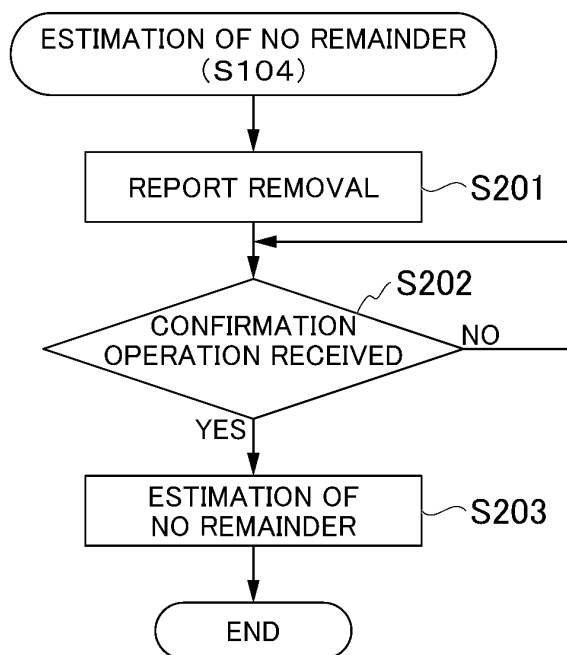 ESTIMATION OF NO REMAINDER
(S104)
REPORT REMOVAL
S201
S202
CONFIRMATION
OPERATION RECEIVED
NO
YES
ESTIMATION OF
NO REMAINDER
S203
END